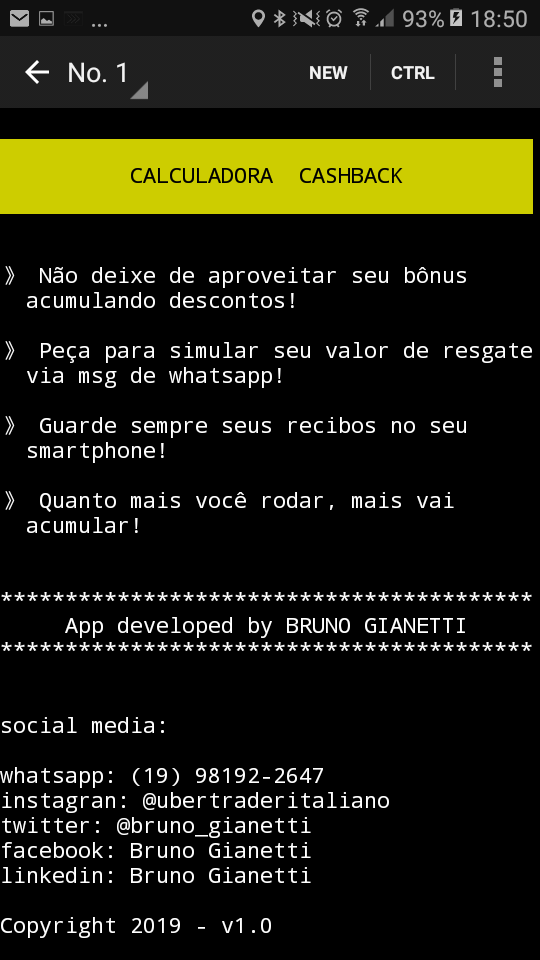 ... 93% 18:50
No. 1 NEW CTRL
CALCULADORA CASHBACK
》 Não deixe de aproveitar seu bônus
acumulando descontos!
》 Peça para simular seu valor de resgate
via msg de whatsapp!
》 Guarde sempre seus recibos no seu
smartphone!
》 Quanto mais você rodar, mais vai
acumular!
*****************************************
App developed by BRUNO GIANETTI
*****************************************
social media:
whatsapp: (19) 98192-2647
instagran: @ubertraderitaliano
twitter: @bruno_gianetti
facebook: Bruno Gianetti
linkedin: Bruno Gianetti
Copyright 2019 - v1.0